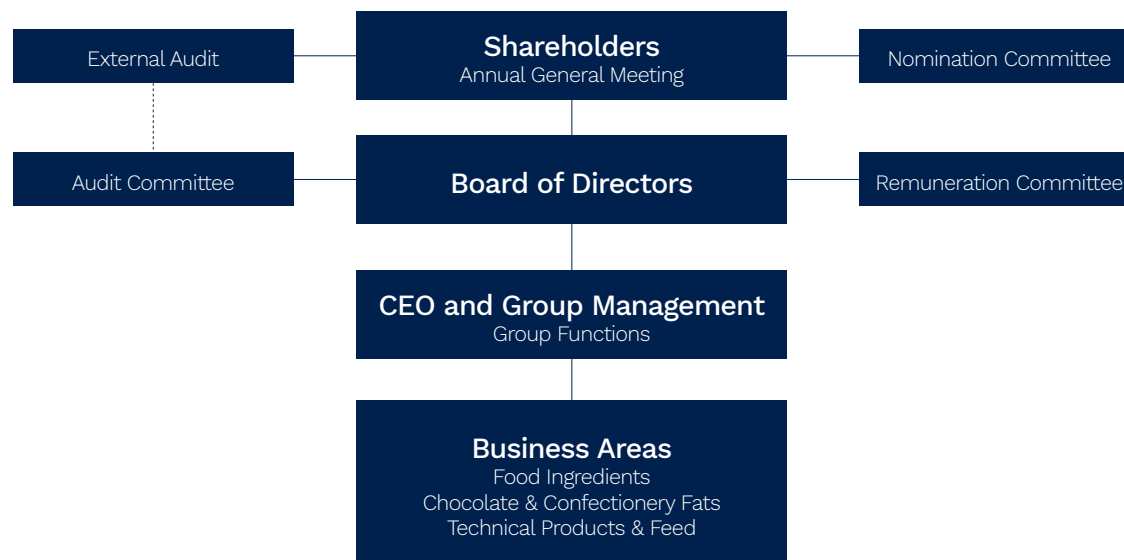 External Audit
Shareholders
Annual General Meeting
Nomination Committee
Audit Committee
Board of Directors
Remuneration Committee
CEO and Group Management
Group Functions
Business Areas
Food Ingredients
Chocolate & Confectionery Fats
Technical Products & Feed